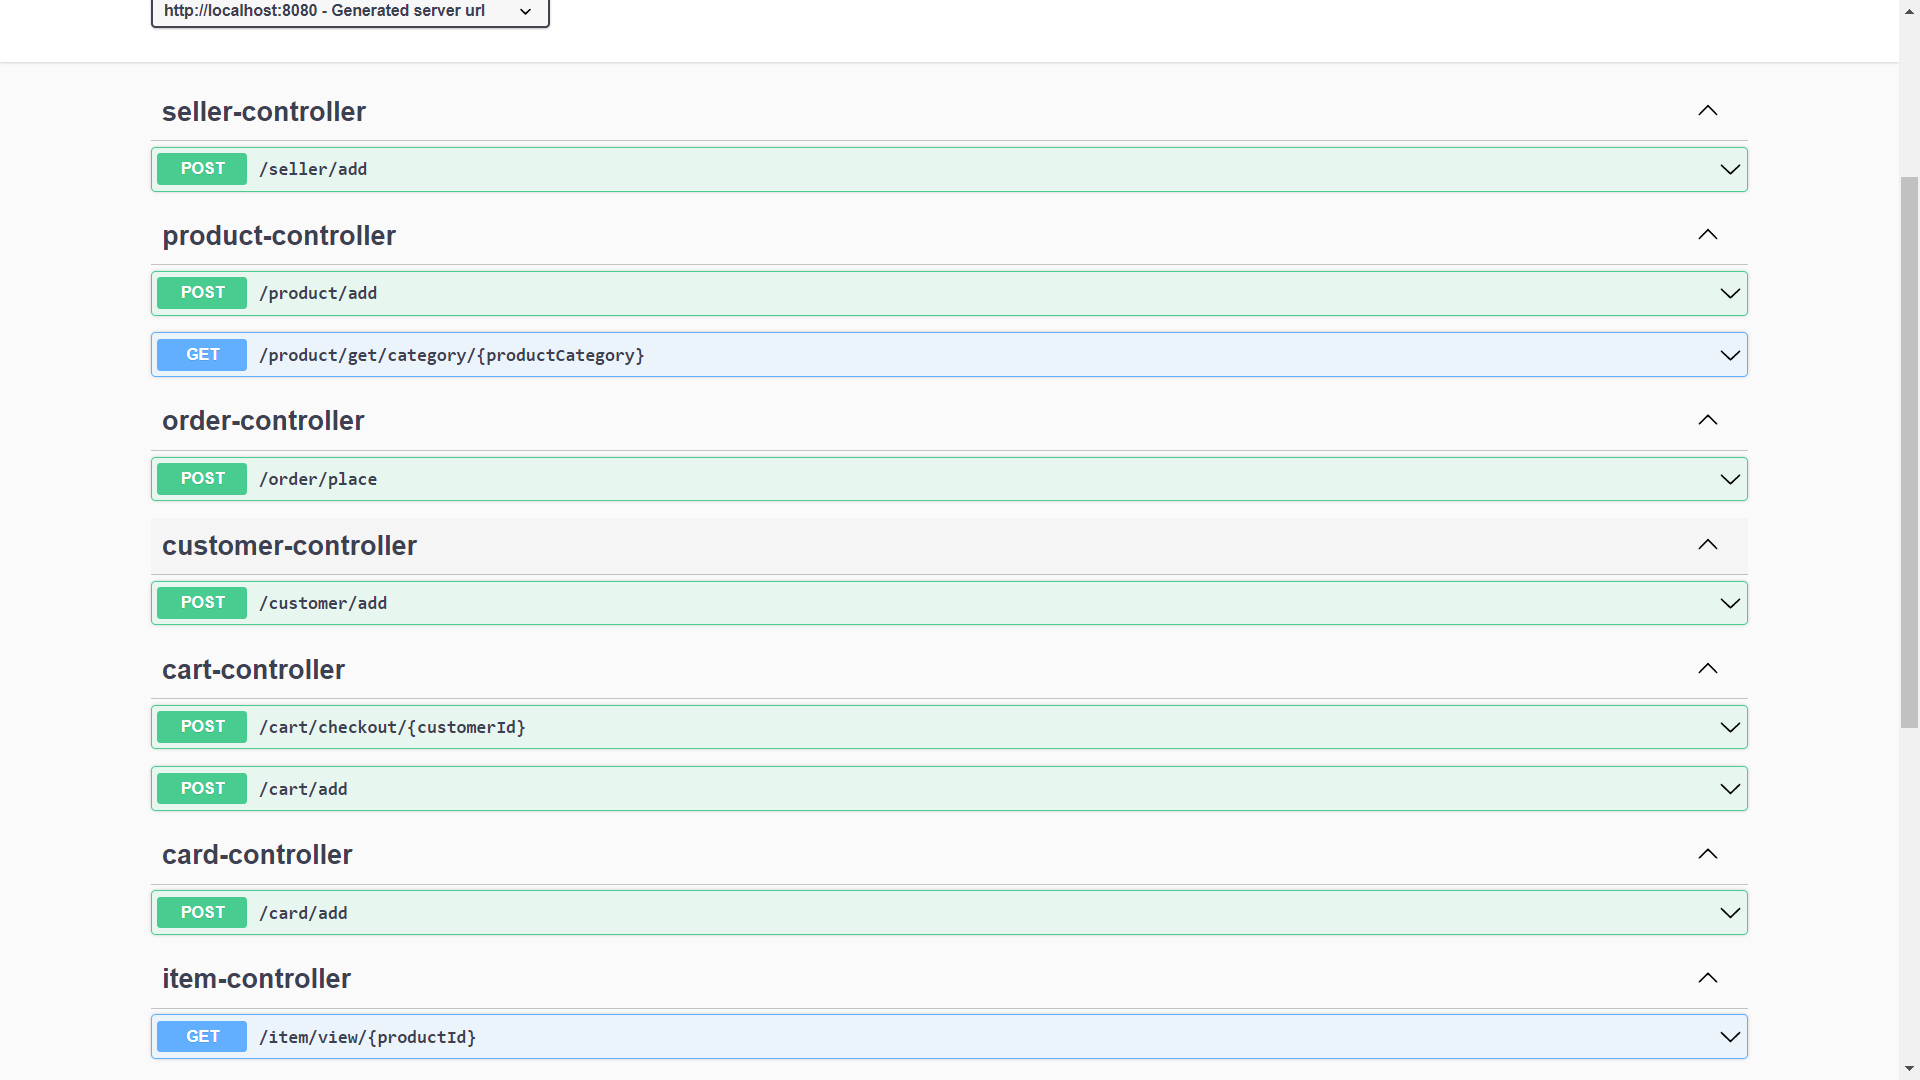 http://localhost:8080 - Generated server url
seller-controller
POST /seller/add
product-controller
POST /product/add
GET /product/get/category/{productCategory}
order-controller
POST /order/place
customer-controller
POST /customer/add
cart-controller
POST /cart/checkout/{customerId}
POST /cart/add
card-controller
POST /card/add
item-controller
GET /item/view/{productId}